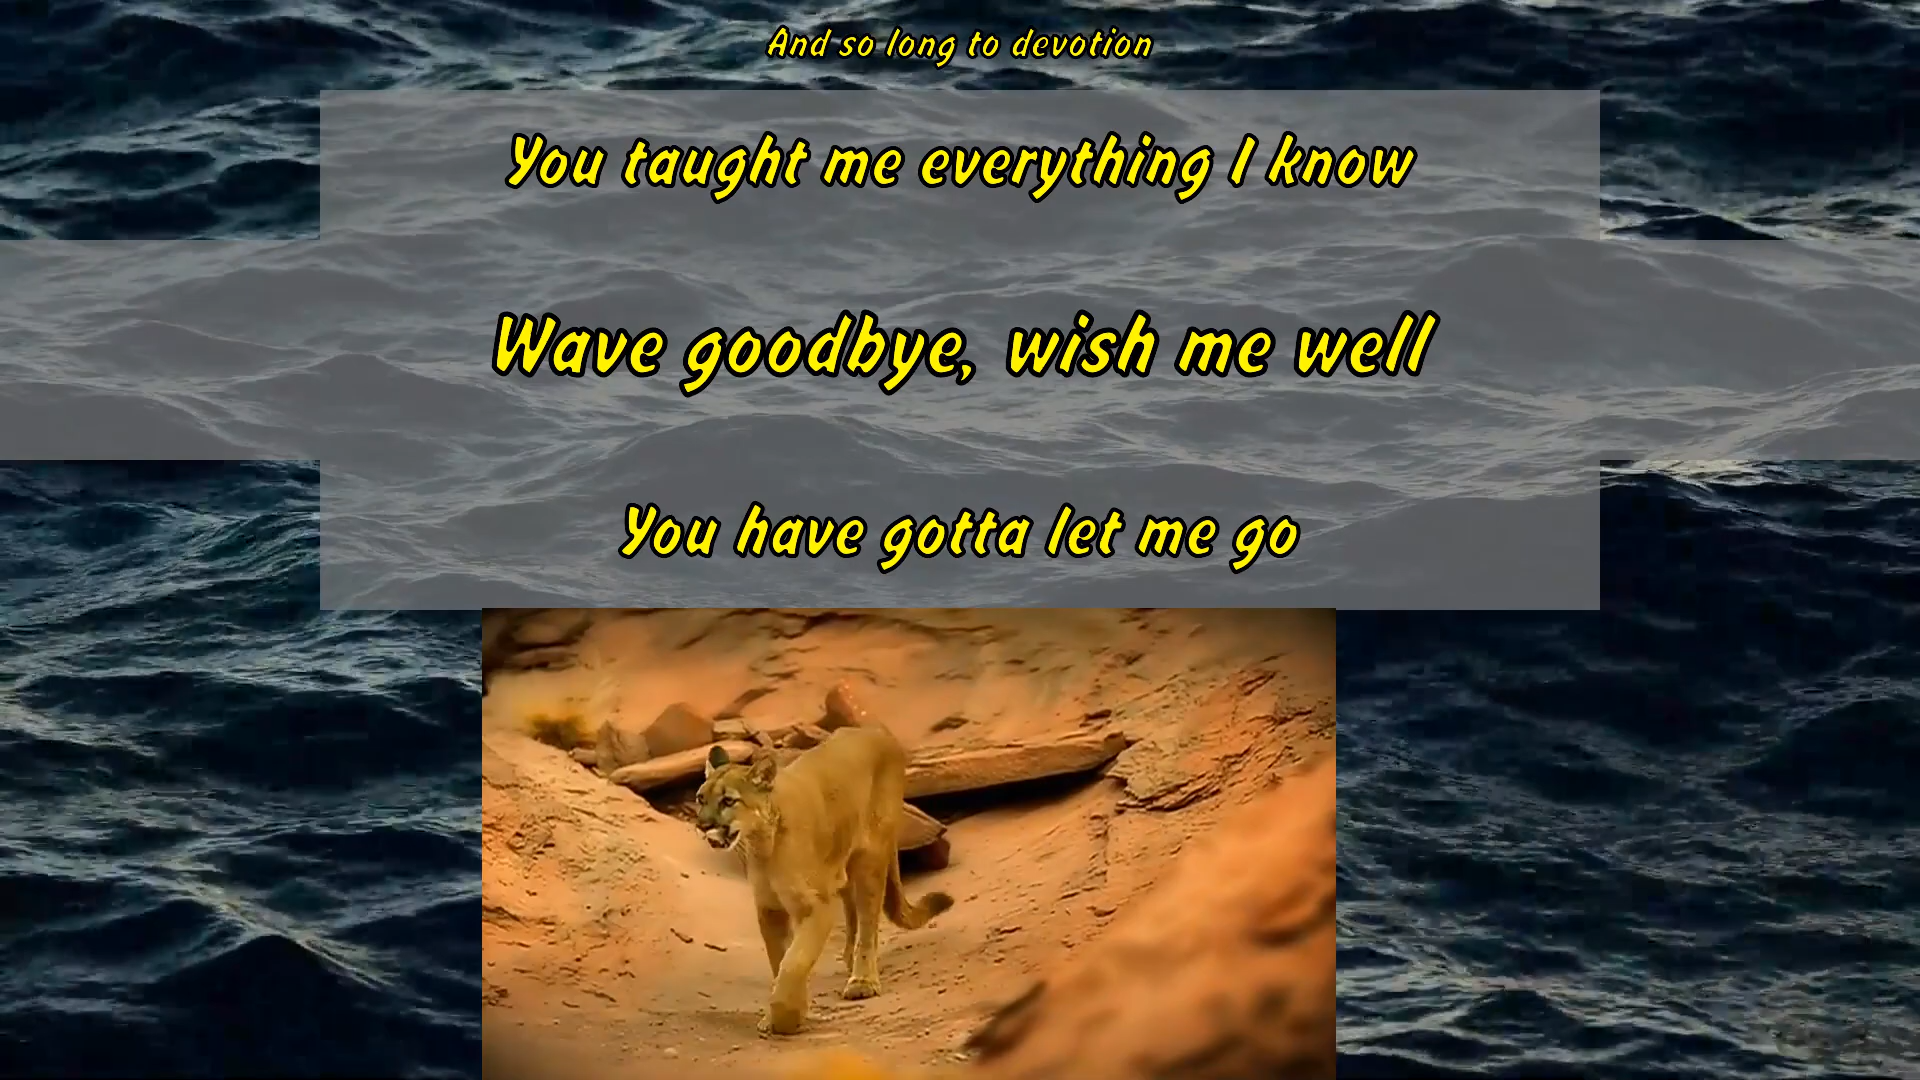 And so long to devotion
You taught me everything I know
Wave goodbye, wish me well
You have gotta let me go